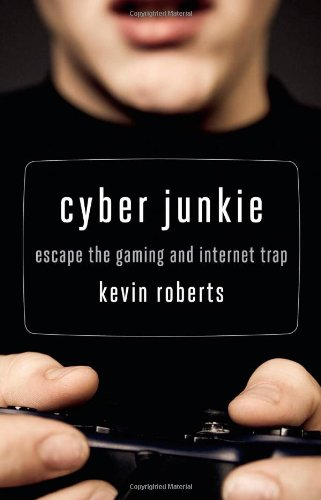 cyber junkie
escape the gaming and internet trap
kevin roberts